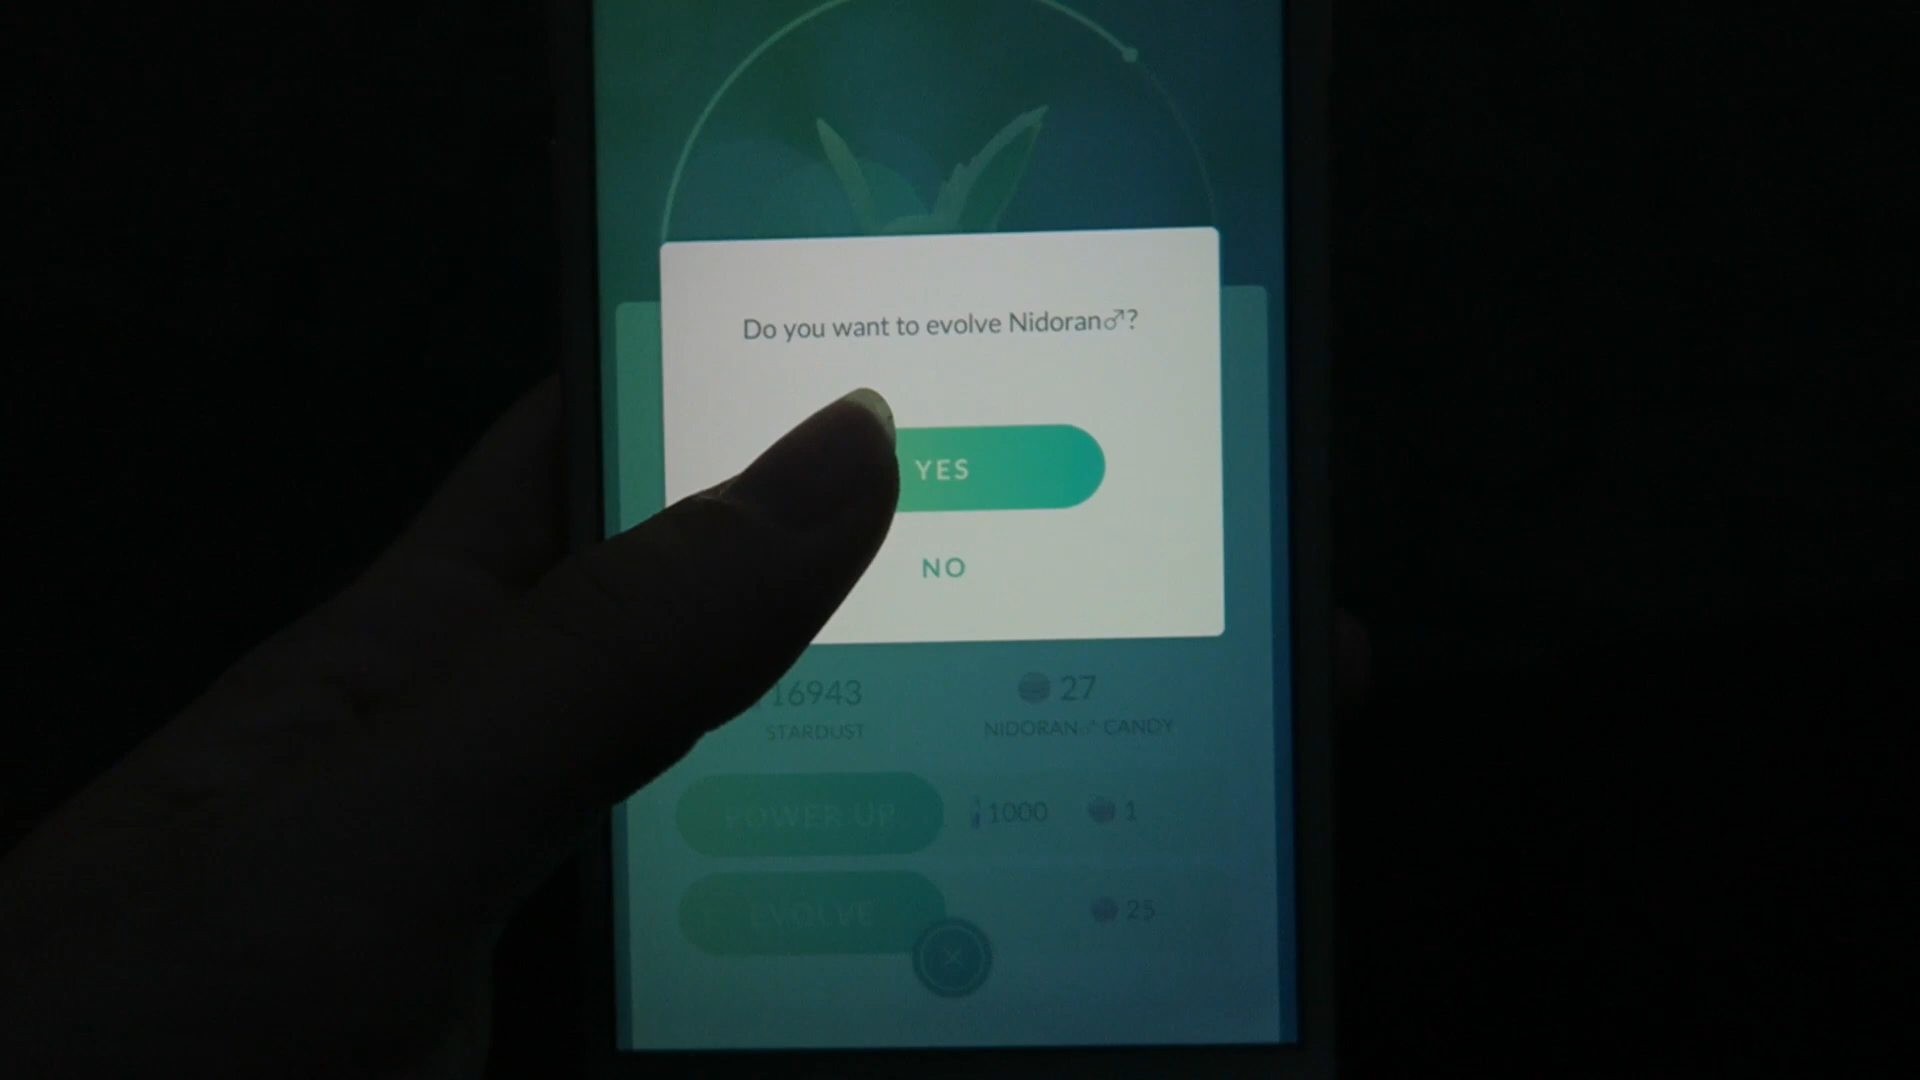 Do you want to evolve Nidoran♂?
YES
NO
16943
27
STARDUST
NIDORAN♂ CANDY
POWER UP
1000
1
EVOLVE
25